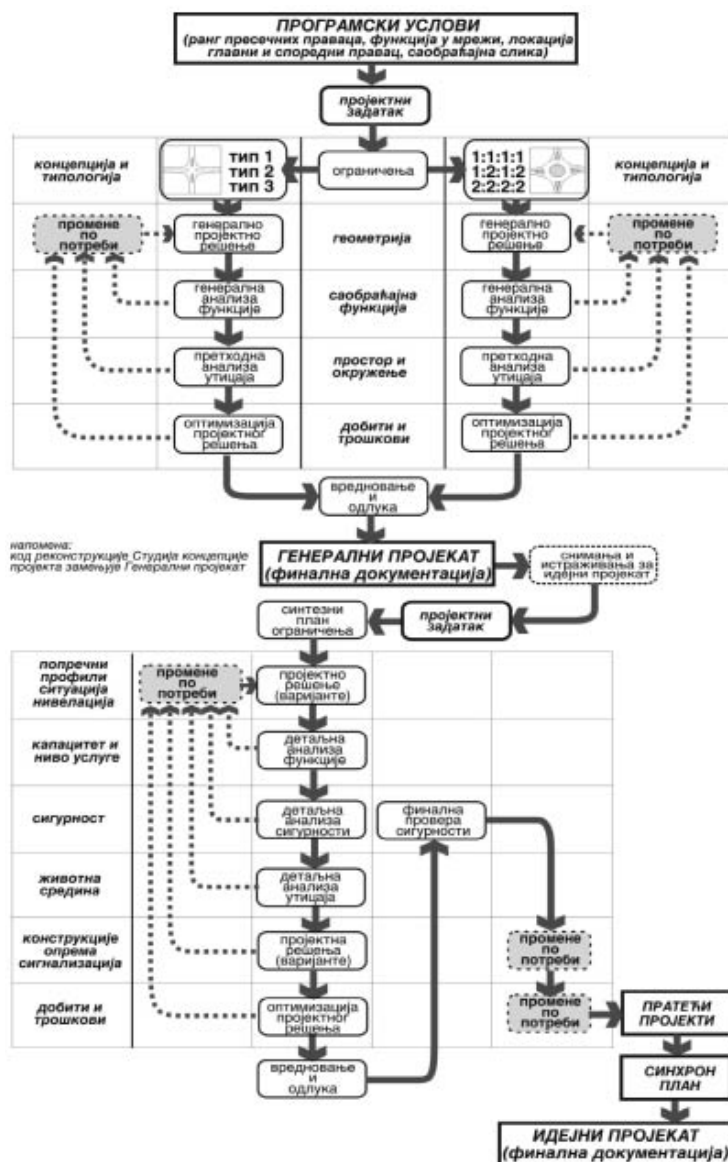 ПРОГРАМСКИ УСЛОВИ
(ранг пресечних праваца, функција у мрежи, локација
главни и споредни правац, саобраћајна слика)
пројектни
задатак
концепција и
типологија
тип 1
тип 2
тип 3
ограничења
1:1:1:1
1:2:1:2
2:2:2:2
концепција и
типологија
промене
по
потреби
генерално
пројектно
решење
геометрија
генерално
пројектно
решење
промене
по
потреби
генерална
анализа
функције
саобраћајна
функција
генерална
анализа
функције
претходна
анализа
утицаја
простор и
окружење
претходна
анализа
утицаја
оптимизација
пројектног
решења
добити и
трошкови
оптимизација
пројектног
решења
вредновање
и
одлука
напомена:
код реконструкције Студија концепције
пројекта замењује Генерални пројекат
ГЕНЕРАЛНИ ПРОЈЕКАТ
(финална документација)
снимања и
истраживања за
идејни пројекат
синтезни
план
ограничења
пројектни
задатак
попречни
профили
ситуација
нивелација
промене
по
потреби
пројектно
решење
(варијанте)
капацитет и
ниво услуге
детаљна
анализа
функције
сигурност
детаљна
анализа
сигурности
финална
провера
сигурности
животна
средина
детаљна
анализа
утицаја
конструкције
опрема
сигнализација
пројектна
решења
(варијанте)
промене
по
потреби
добити и
трошкови
оптимизација
пројектног
решења
промене
по
потреби
ПРАТЕЋИ
ПРОЈЕКТИ
вредновање
и
одлука
СИНХРОН
ПЛАН
ИДЕЈНИ ПРОЈЕКАТ
(финална документација)